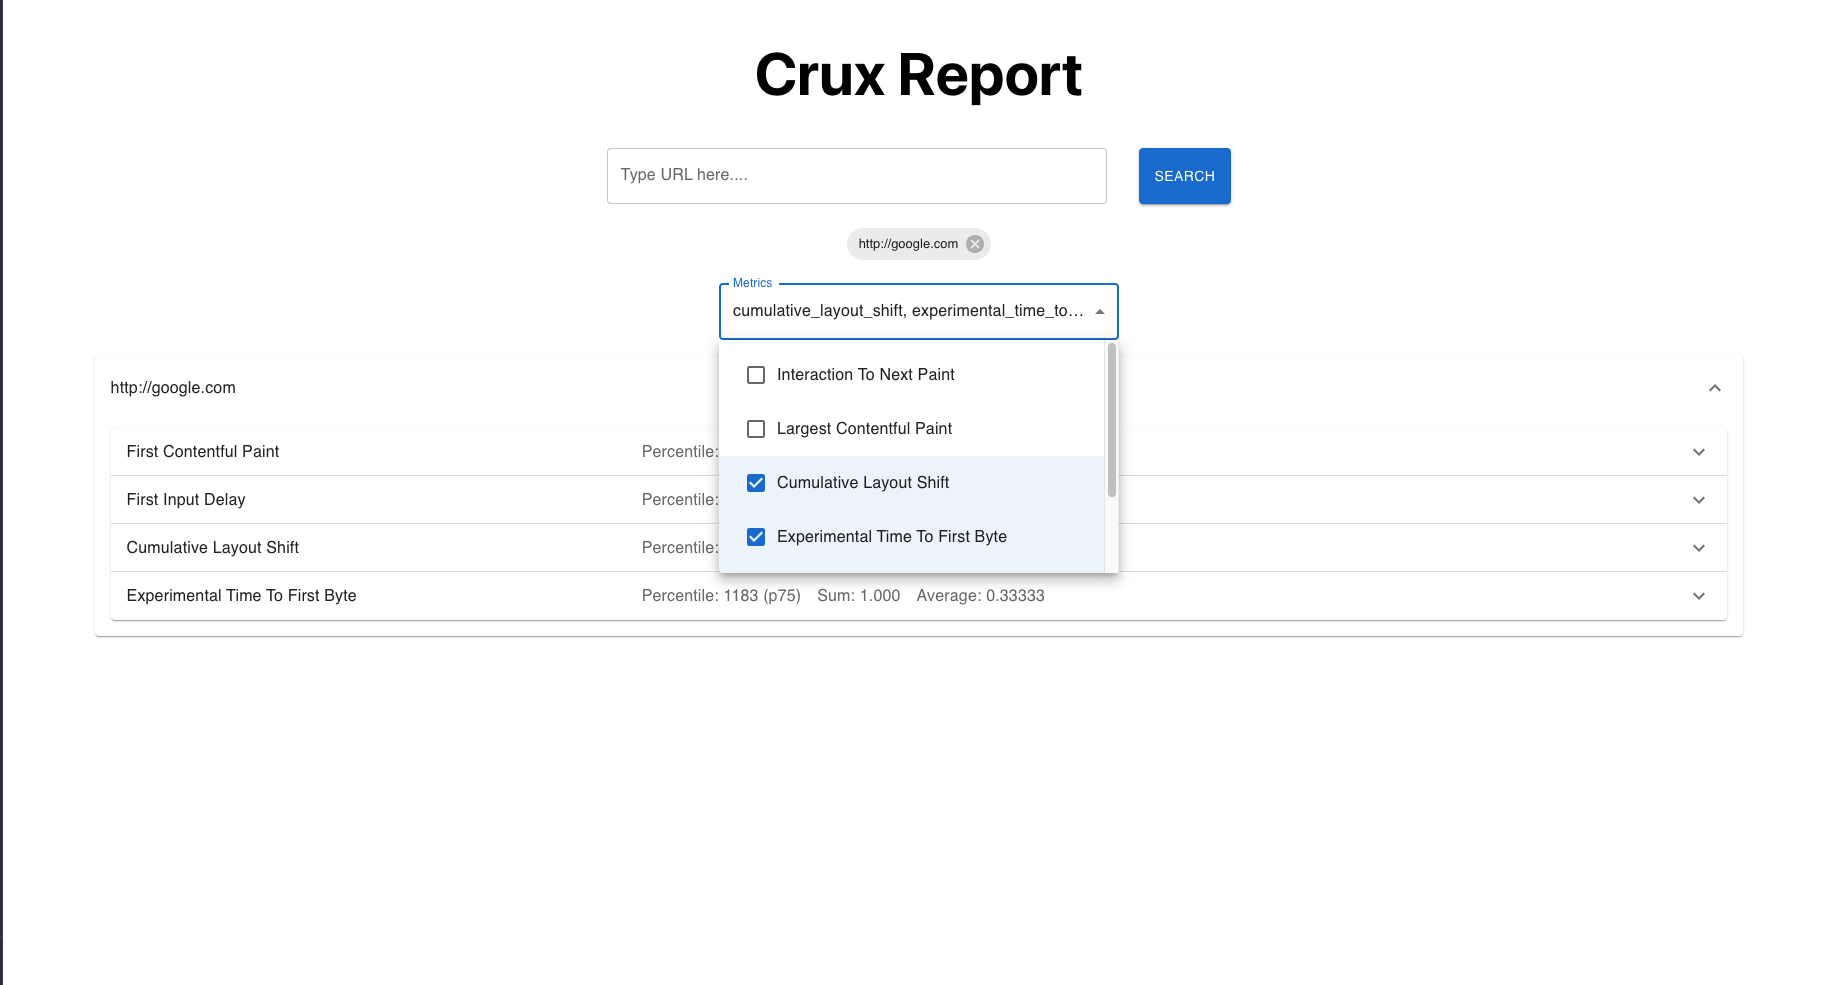 Crux Report
Type URL here....
SEARCH
http://google.com
Metrics
cumulative_layout_shift, experimental_time_to…
Interaction To Next Paint
Largest Contentful Paint
Cumulative Layout Shift
Experimental Time To First Byte
http://google.com
First Contentful Paint Percentile:
First Input Delay Percentile:
Cumulative Layout Shift Percentile:
Experimental Time To First Byte Percentile: 1183 (p75) Sum: 1.000 Average: 0.33333